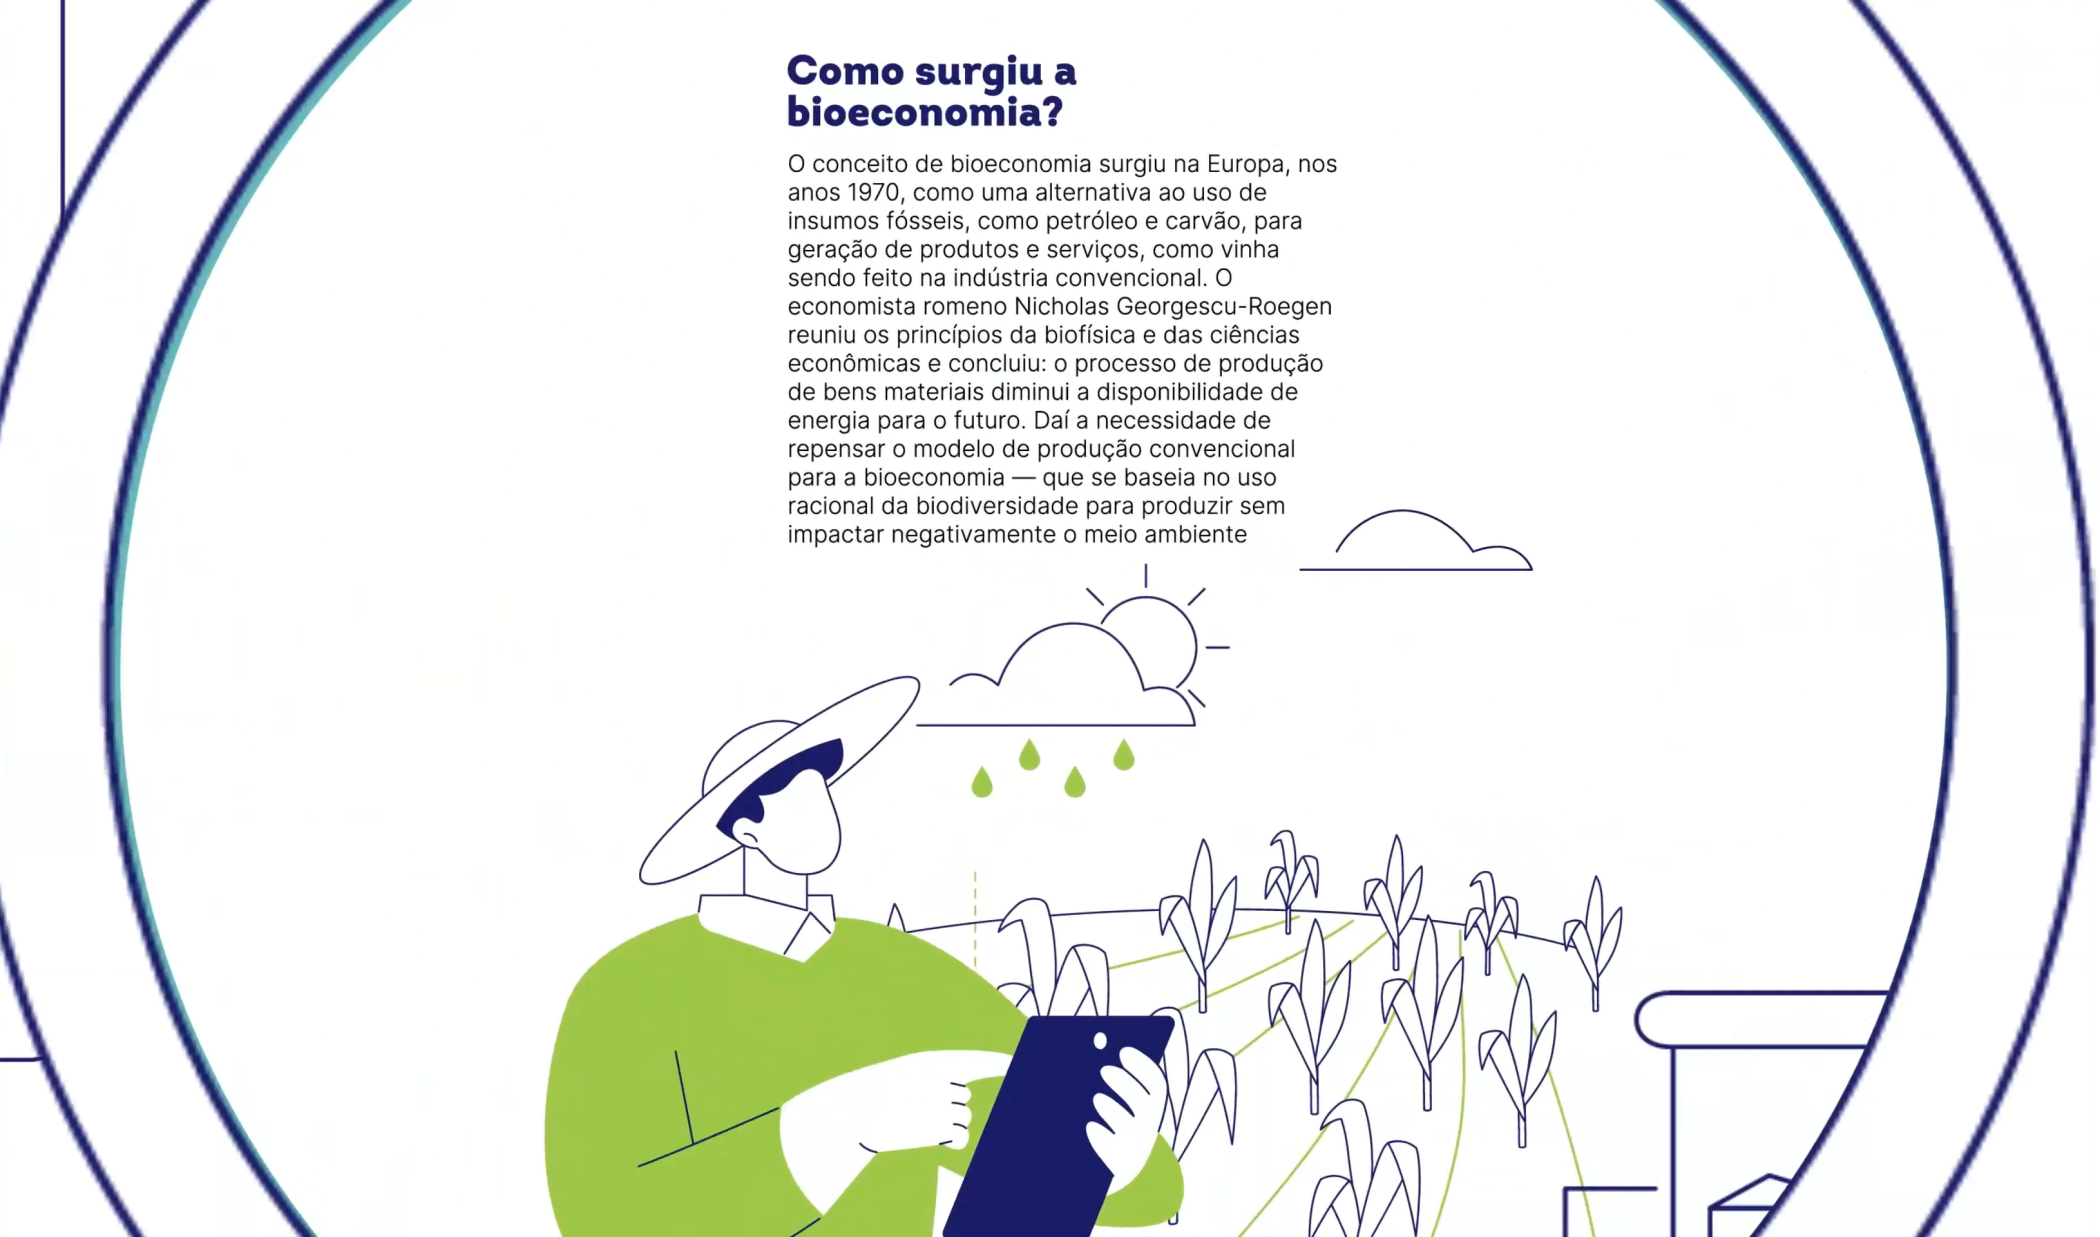 Como surgiu a
bioeconomia?
O conceito de bioeconomia surgiu na Europa, nos
anos 1970, como uma alternativa ao uso de
insumos fósseis, como petróleo e carvão, para
geração de produtos e serviços, como vinha
sendo feito na indústria convencional. O
economista romeno Nicholas Georgescu-Roegen
reuniu os princípios da biofísica e das ciências
econômicas e concluiu: o processo de produção
de bens materiais diminui a disponibilidade de
energia para o futuro. Daí a necessidade de
repensar o modelo de produção convencional
para a bioeconomia — que se baseia no uso
racional da biodiversidade para produzir sem
impactar negativamente o meio ambiente